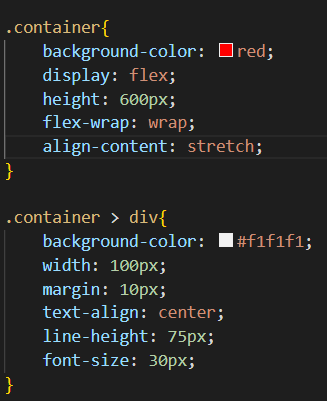 .container{
    background-color: red;
    display: flex;
    height: 600px;
    flex-wrap: wrap;
    align-content: stretch;
}
.container > div{
    background-color: #f1f1f1;
    width: 100px;
    margin: 10px;
    text-align: center;
    line-height: 75px;
    font-size: 30px;
}